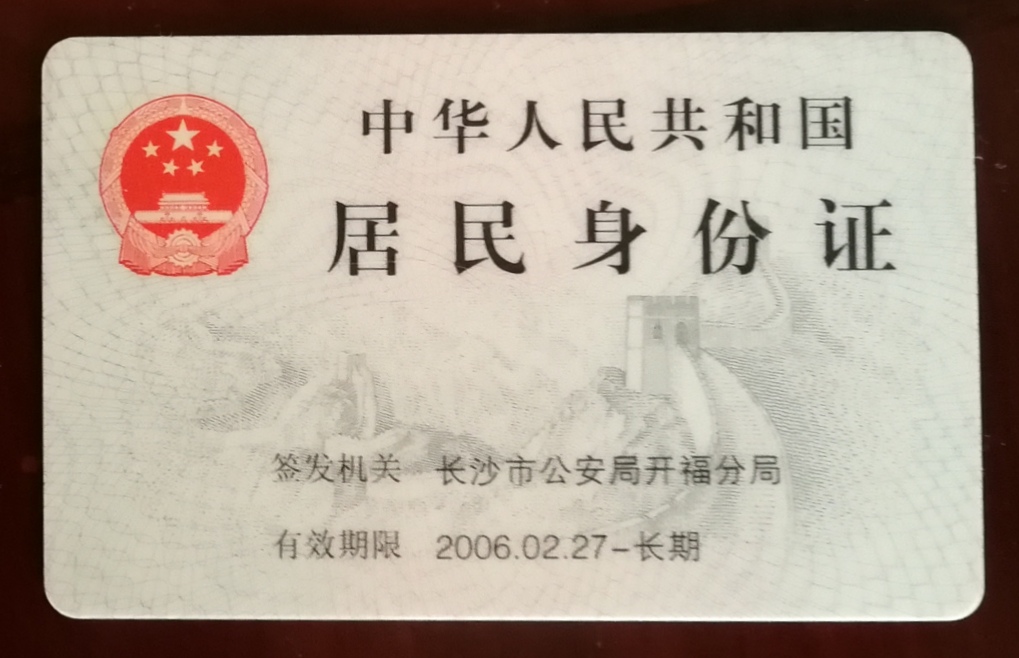 中华人民共和国
居民身份证
签发机关 长沙市公安局开福分局
有效期限 2006.02.27-长期